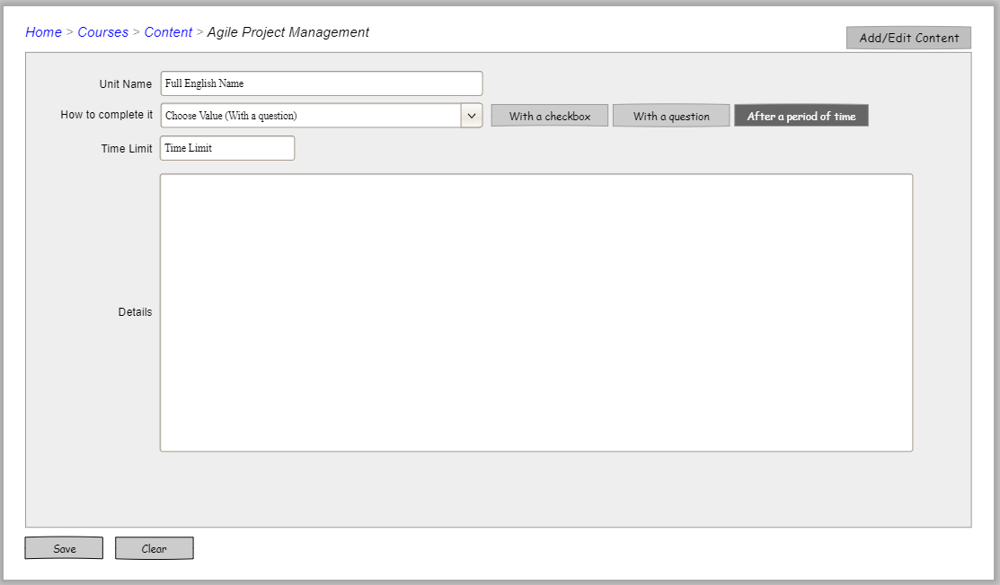 Home > Courses > Content > Agile Project Management
Add/Edit Content
Unit Name Full English Name
How to complete it Choose Value (With a question) With a checkbox With a question After a period of time
Time Limit Time Limit
Details
Save Clear